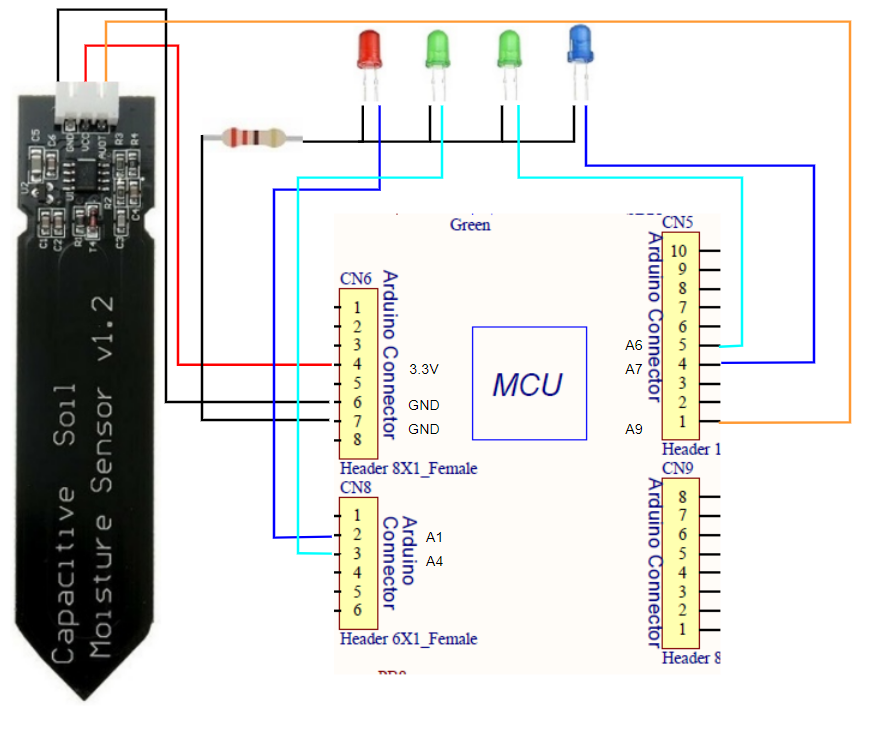 C5
C6
GND
VCC
AUOT
R3
R4
U2
U1
R2
C4
C1
C2
R1
T4
C3
Capacitive Soil
Moisture Sensor v1.2
Green
CN6
Arduino Connector
1
2
3
4
5
6
7
8
3.3V
GND
GND
Header 8X1_Female
CN8
Arduino
Connector
1
2
3
4
5
6
A1
A4
Header 6X1_Female
MCU
CN5
Arduino Connector
10
9
8
7
6
5
4
3
2
1
A6
A7
A9
Header 1
CN9
Arduino Connector
8
7
6
5
4
3
2
1
Header 8